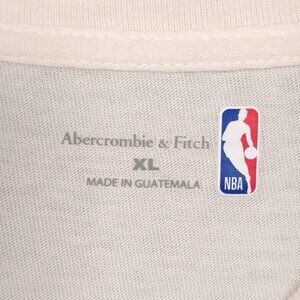 Abercrombie & Fitch
XL
MADE IN GUATEMALA
NBA